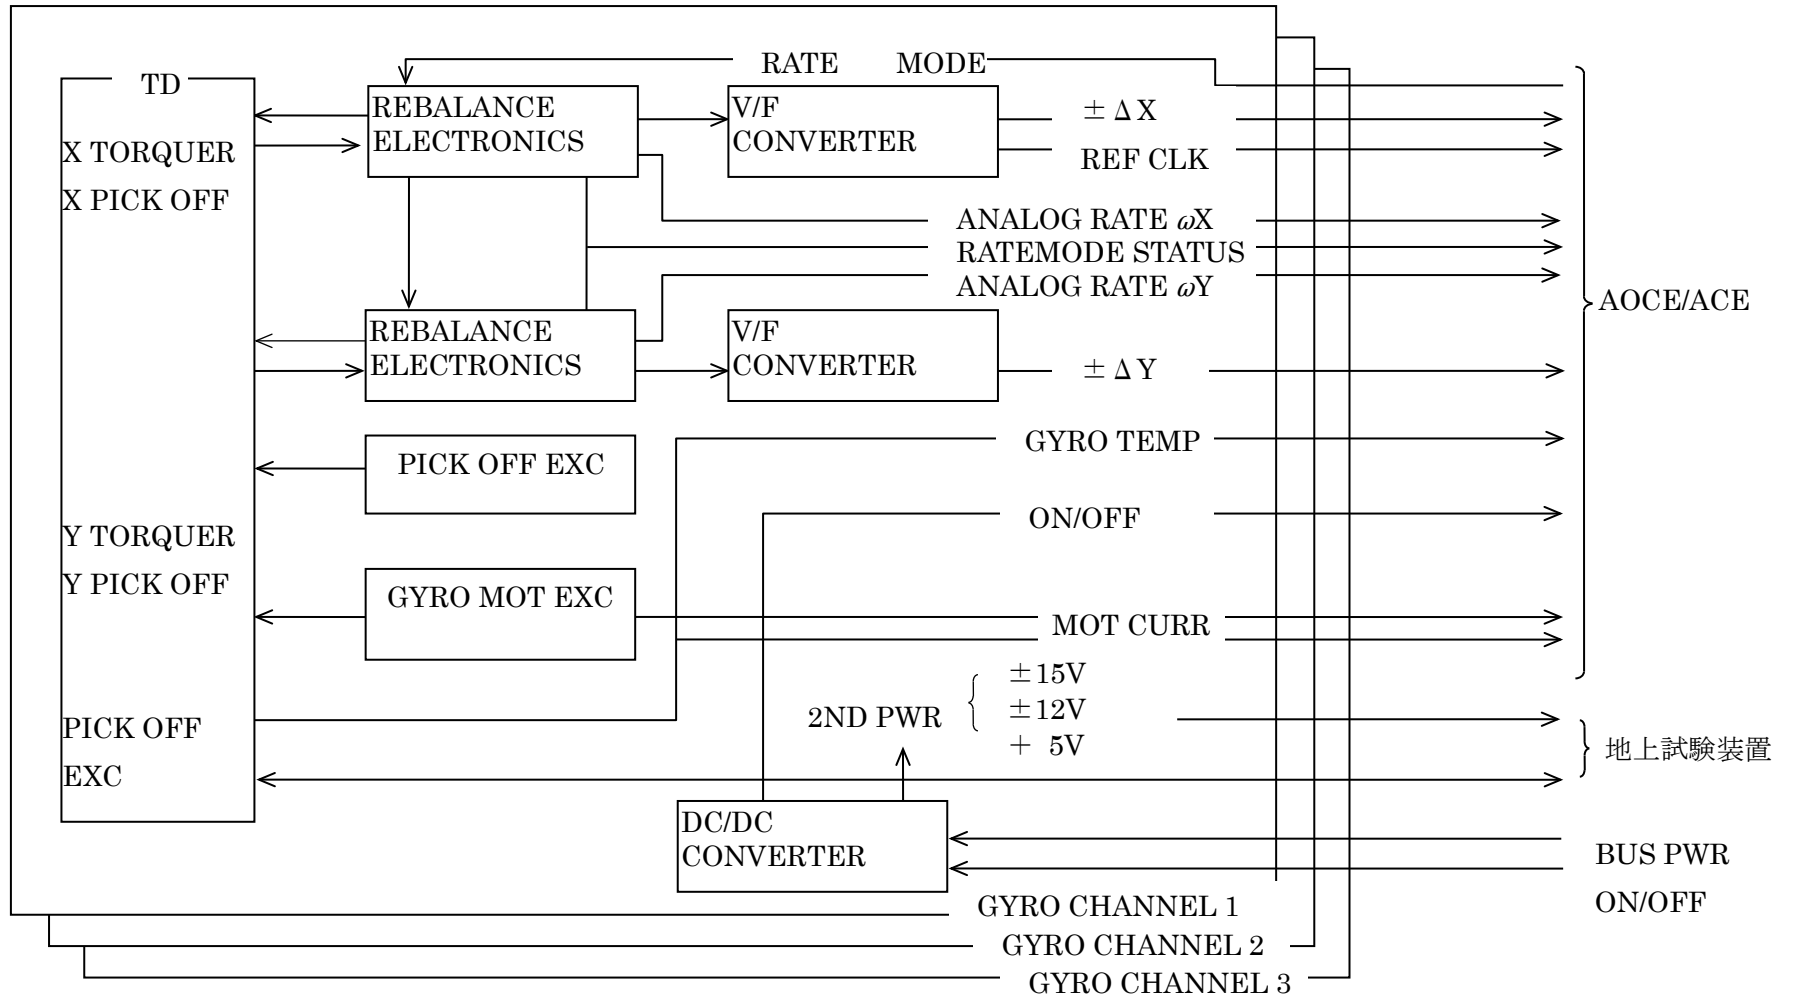 RATE MODE
TD
X TORQUER
X PICK OFF
Y TORQUER
Y PICK OFF
PICK OFF
EXC
REBALANCE
ELECTRONICS
V/F
CONVERTER
±ΔX
REF CLK
ANALOG RATE ωX
RATEMODE STATUS
ANALOG RATE ωY
REBALANCE
ELECTRONICS
V/F
CONVERTER
±ΔY
PICK OFF EXC
GYRO TEMP
ON/OFF
GYRO MOT EXC
MOT CURR
2ND PWR
±15V
±12V
+ 5V
DC/DC
CONVERTER
AOCE/ACE
地上試験装置
BUS PWR
ON/OFF
GYRO CHANNEL 1
GYRO CHANNEL 2
GYRO CHANNEL 3